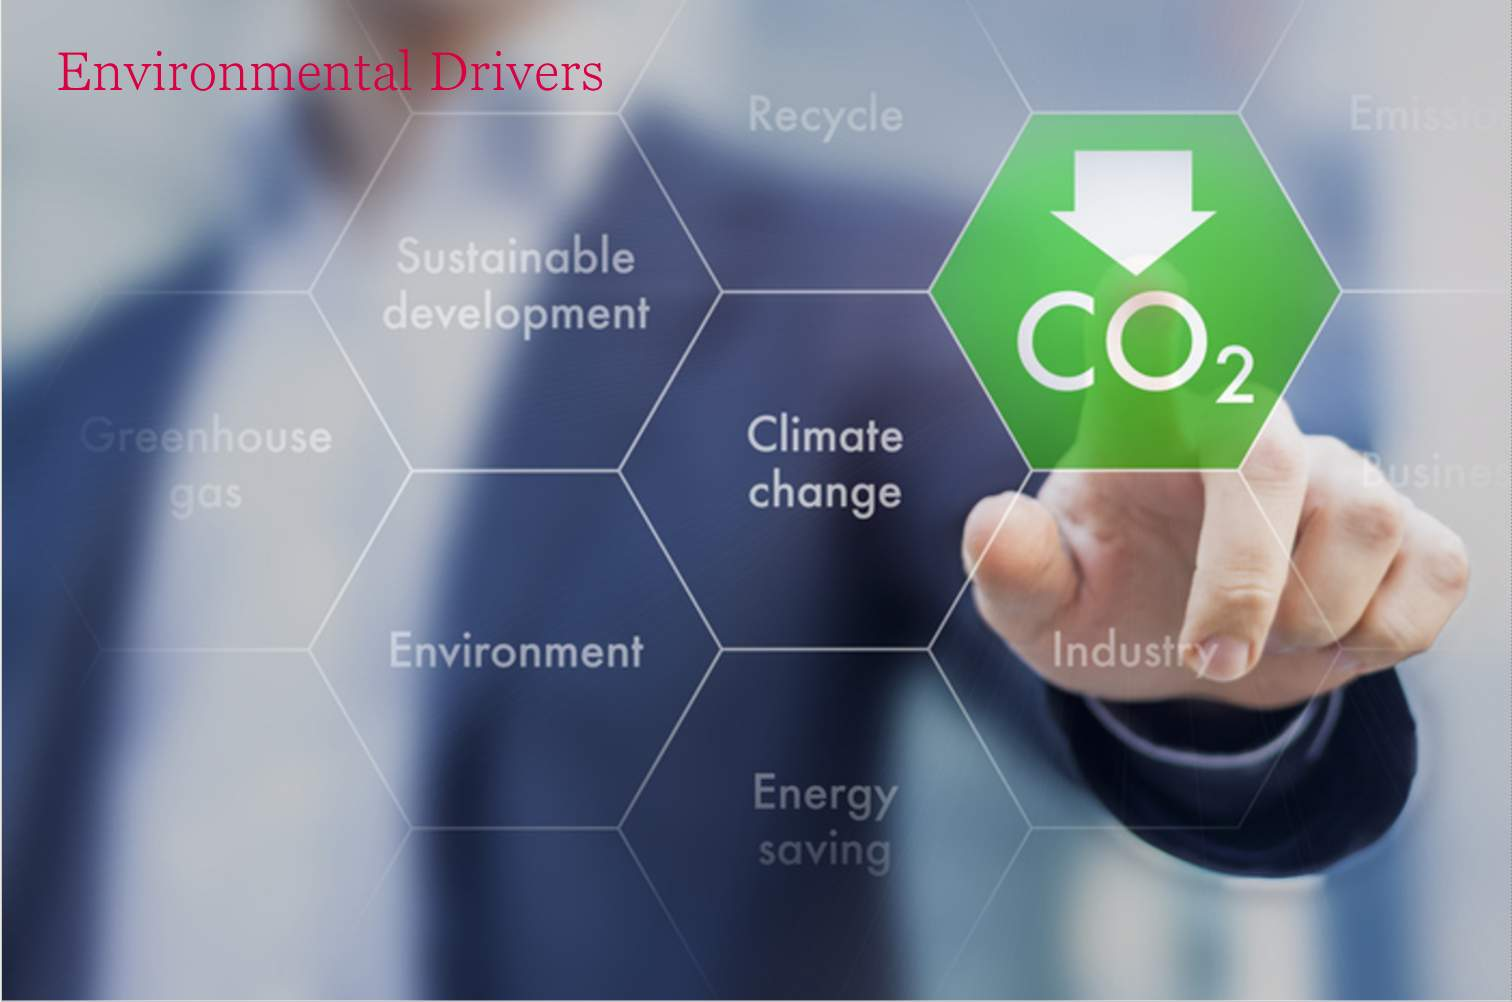 Environmental Drivers
Recycle
Sustainable
development
CO₂
Greenhouse
gas
Climate
change
Environment
Industry
Energy
saving